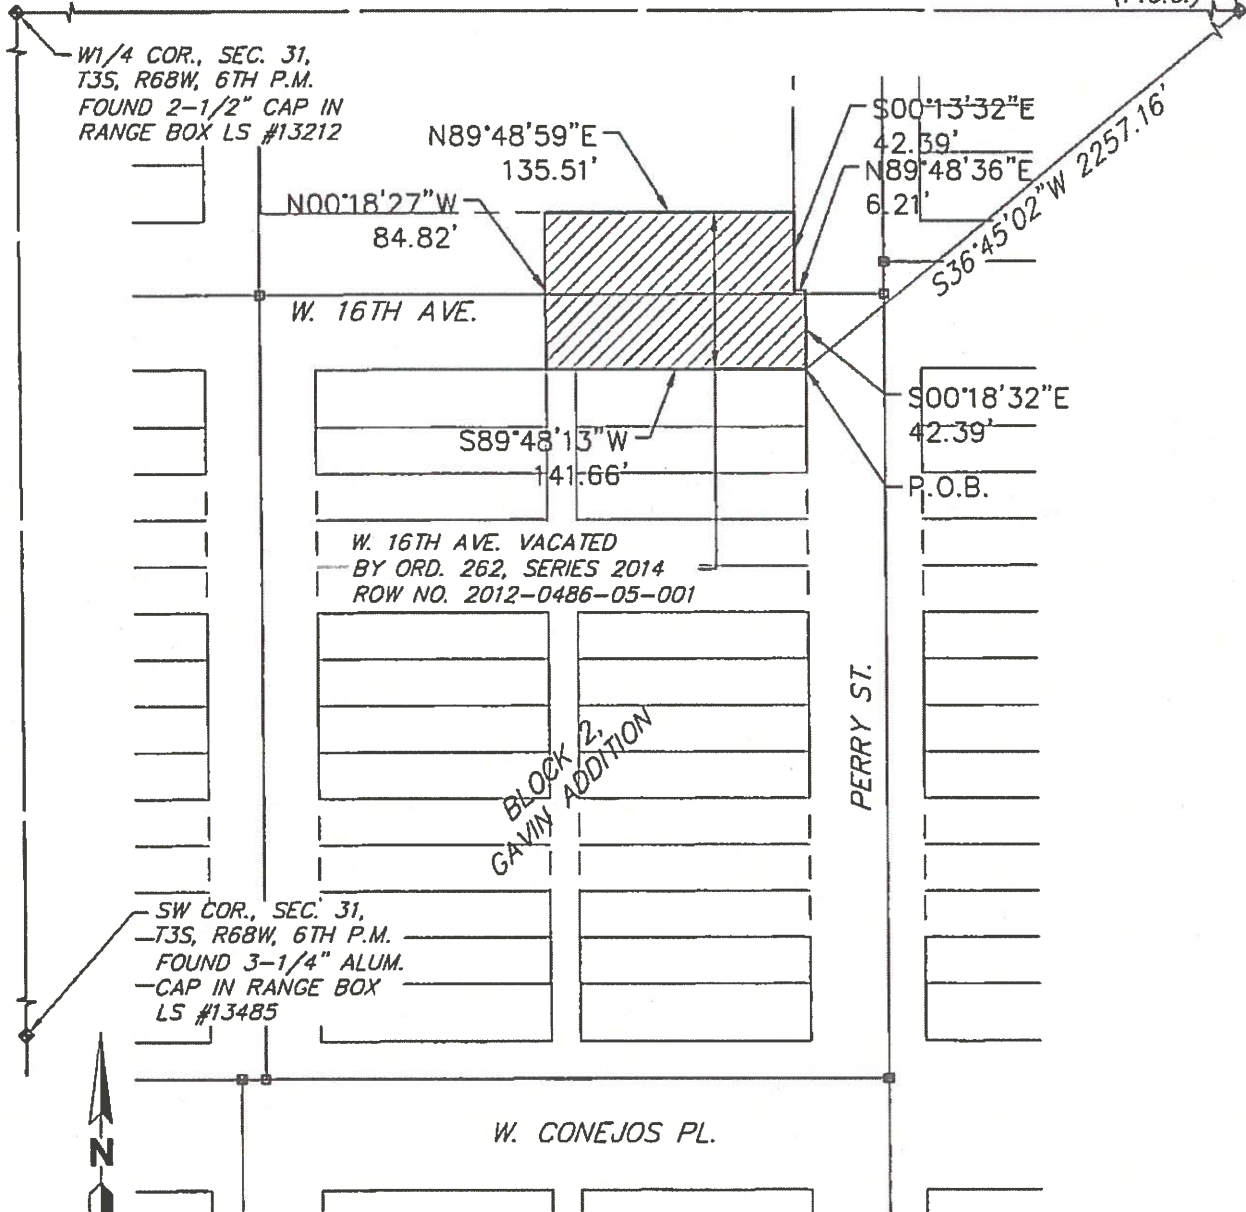 W1/4 COR., SEC. 31,
T3S, R68W, 6TH P.M.
FOUND 2-1/2" CAP IN
RANGE BOX LS #13212
N89°48'59"E
135.51'
S00°13'32"E
42.39'
N89°48'36"E
6.21'
N00°18'27"W
84.82'
S36°45'02"W 2257.16'
W. 16TH AVE.
S00°18'32"E
42.39'
S89°48'13"W
141.66'
P.O.B.
W. 16TH AVE. VACATED
BY ORD. 262, SERIES 2014
ROW NO. 2012-0486-05-001
PERRY ST.
BLOCK 2,
GAVIN ADDITION
SW COR., SEC. 31,
T3S, R68W, 6TH P.M.
FOUND 3-1/4" ALUM.
CAP IN RANGE BOX
LS #13485
N
W. CONEJOS PL.